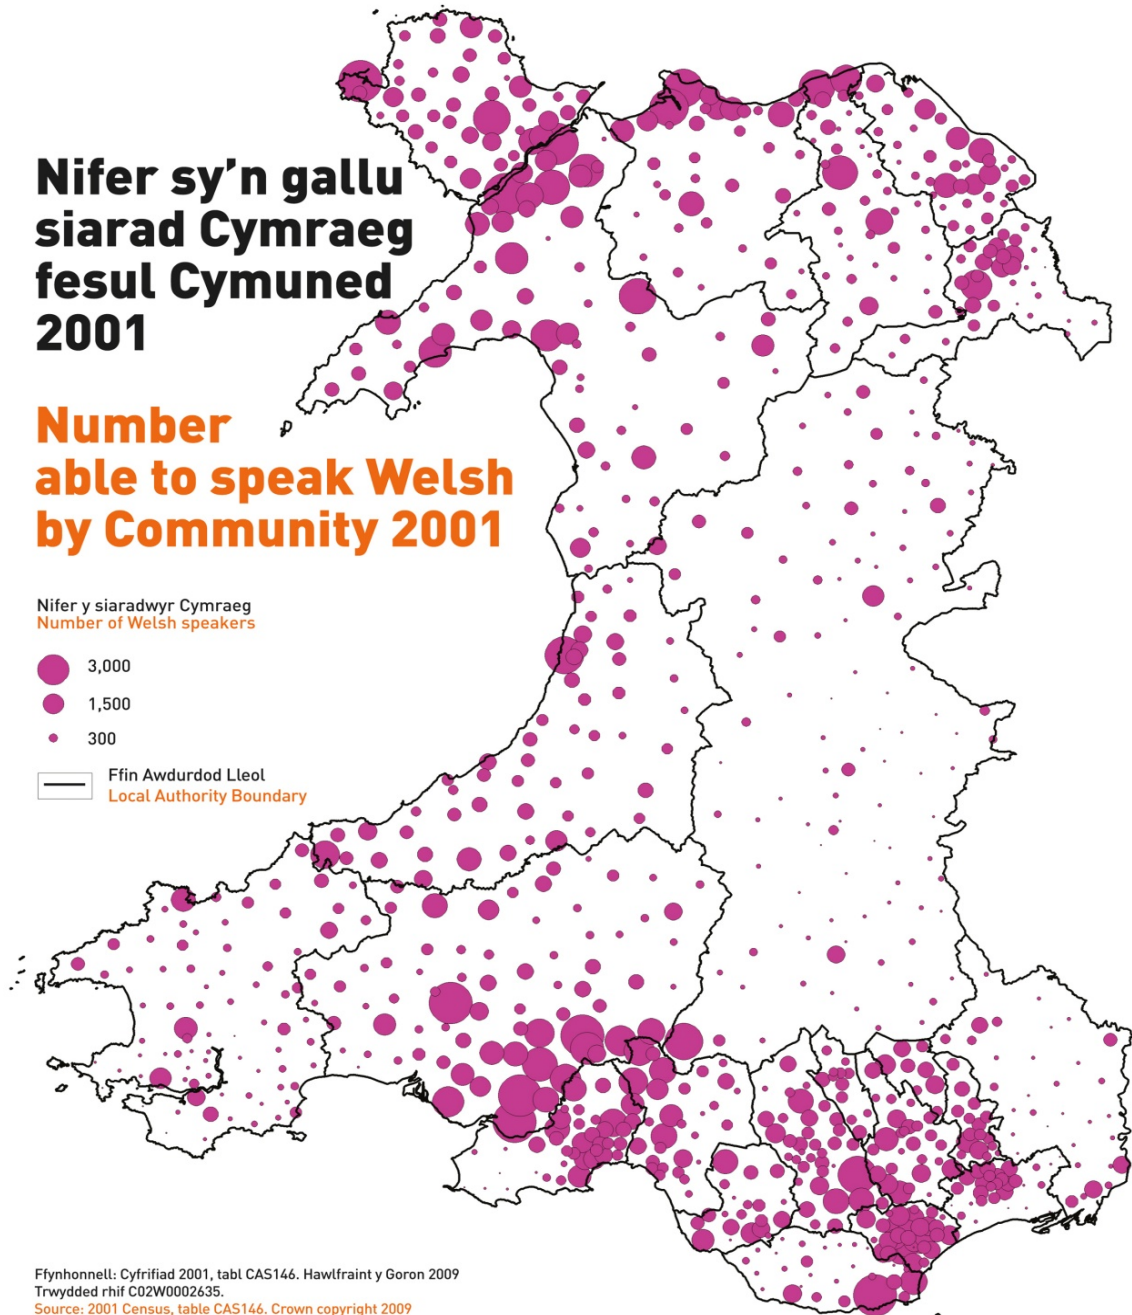 Nifer sy'n gallu
siarad Cymraeg
fesul Cymuned
2001
Number
able to speak Welsh
by Community 2001
Nifer y siaradwyr Cymraeg
Number of Welsh speakers
3,000
1,500
300
Ffin Awdurdod Lleol
Local Authority Boundary
Ffynhonnell: Cyfrifiad 2001, tabl CAS146. Hawlfraint y Goron 2009
Trwydded rhif C02W0002635.
Source: 2001 Census, table CAS146. Crown copyright 2009